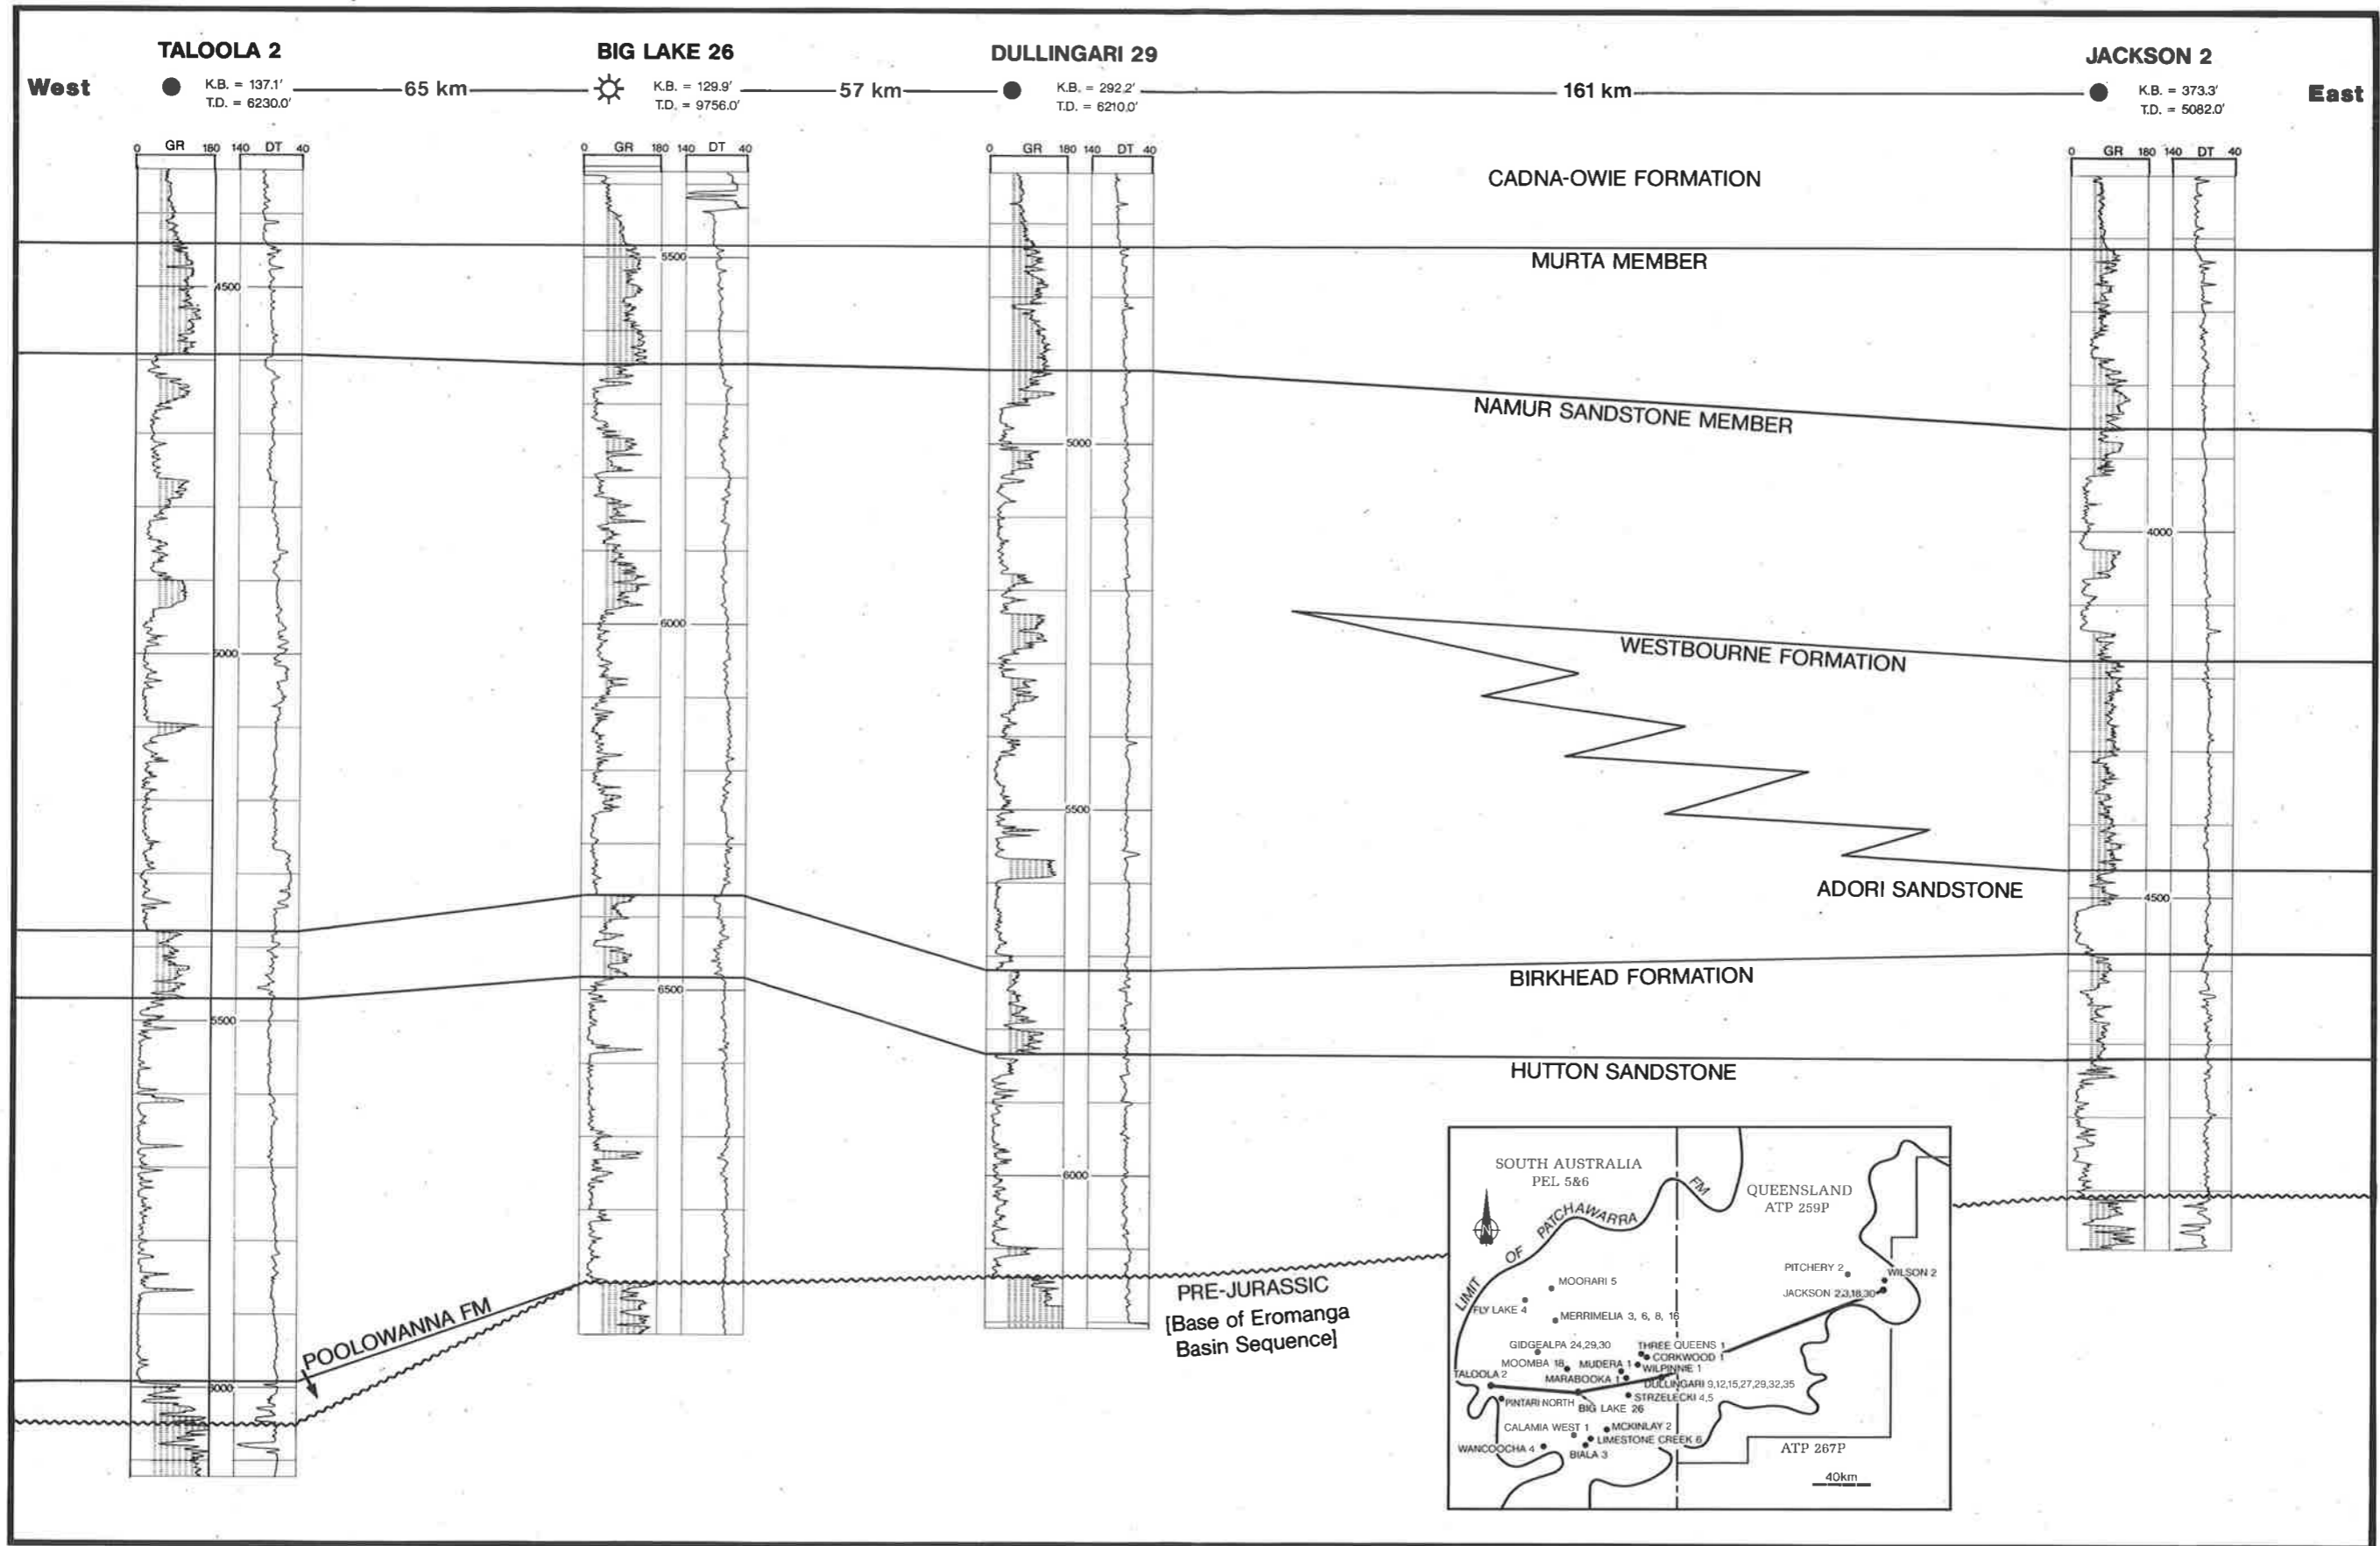 TALOOLA 2
K.B. = 137.1'
T.D. = 6230.0'
BIG LAKE 26
K.B. = 129.9'
T.D. = 9756.0'
DULLINGARI 29
K.B. = 292.2'
T.D. = 6210.0'
JACKSON 2
K.B. = 373.3'
T.D. = 5082.0'
West
65 km
57 km
161 km
East
0 GR 180 140 DT 40
0 GR 180 140 DT 40
0 GR 180 140 DT 40
0 GR 180 140 DT 40
4500
5000
5500
6000
5500
6000
6500
5000
5500
6000
4000
4500
CADNA-OWIE FORMATION
MURTA MEMBER
NAMUR SANDSTONE MEMBER
WESTBOURNE FORMATION
ADORI SANDSTONE
BIRKHEAD FORMATION
HUTTON SANDSTONE
POOLOWANNA FM
PRE-JURASSIC
[Base of Eromanga
Basin Sequence]
SOUTH AUSTRALIA
PEL 5&6
QUEENSLAND
ATP 259P
LIMIT OF PATCHAWARRA FM
MOORARI 5
FLY LAKE 4
MERRIMELIA 3, 6, 8, 16
PITCHERY 2
WILSON 2
JACKSON 2,3,18,30
GIDGEALPA 24,29,30
THREE QUEENS 1
CORKWOOD 1
MOOMBA 18
MUDERA 1
WILPINNIE 1
TALOOLA 2
MARABOOKA 1
DULLINGARI 9,12,15,27,29,32,35
STRZELECKI 4,5
PINTARI NORTH
BIG LAKE 26
CALAMIA WEST 1
MCKINLAY 2
LIMESTONE CREEK 6
WANCOOCHA 4
BIALA 3
ATP 267P
40km